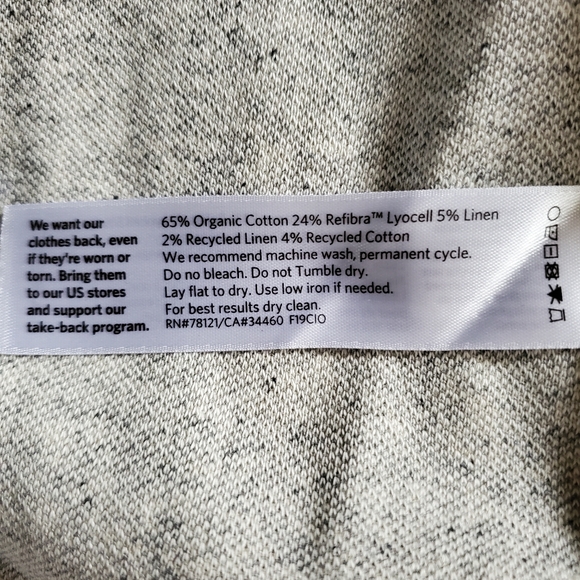 We want our
clothes back, even
if they're worn or
torn. Bring them
to our US stores
and support our
take-back program.
65% Organic Cotton 24% Refibra™ Lyocell 5% Linen
2% Recycled Linen 4% Recycled Cotton
We recommend machine wash, permanent cycle.
Do no bleach. Do not Tumble dry.
Lay flat to dry. Use low iron if needed.
For best results dry clean.
RN#78121/CA#34460 F19CIO